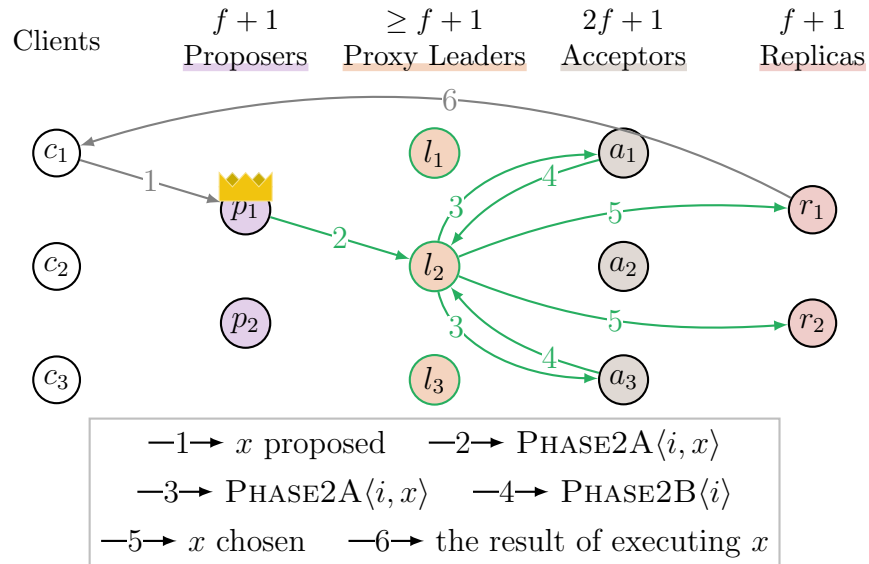 Clients
f + 1
Proposers
≥ f + 1
Proxy Leaders
2f + 1
Acceptors
f + 1
Replicas
6
c1
l1
a1
1
4
3
p1
5
r1
2
c2
l2
a2
p2
3
5
r2
4
c3
l3
a3
1 x proposed 2 PHASE2A⟨i, x⟩
3 PHASE2A⟨i, x⟩ 4 PHASE2B⟨i⟩
5 x chosen 6 the result of executing x